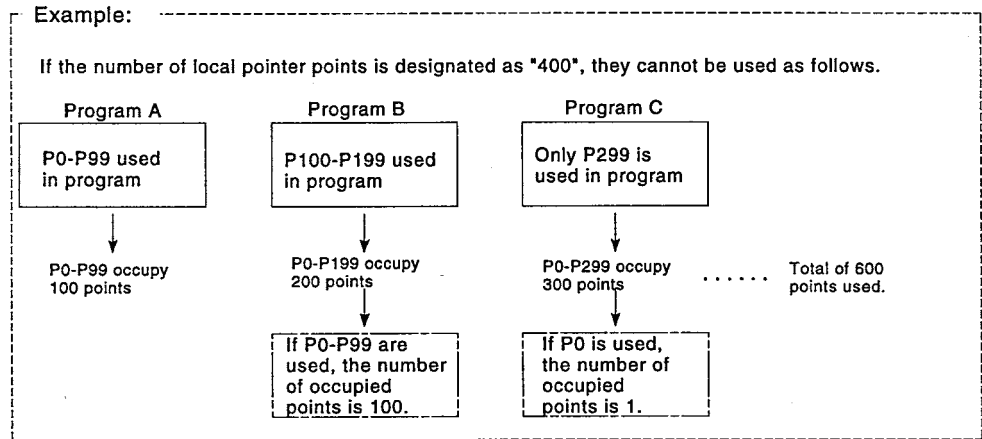 Example:
If the number of local pointer points is designated as "400", they cannot be used as follows.
Program A
P0-P99 used
in program
P0-P99 occupy
100 points
Program B
P100-P199 used
in program
P0-P199 occupy
200 points
If P0-P99 are
used, the number
of occupied
points is 100.
Program C
Only P299 is
used in program
P0-P299 occupy
300 points
If P0 is used,
the number of
occupied
points is 1.
......
Total of 600
points used.